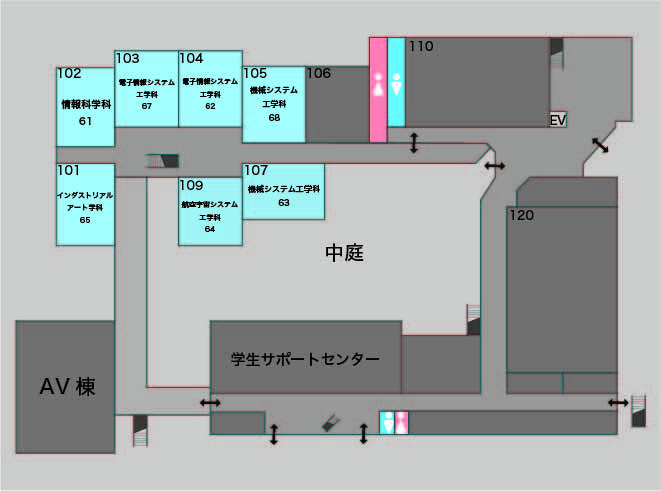 110
103
104
102
105
106
電子情報システム
工学科
67
電子情報システム
工学科
62
情報科学科
61
機械システム
工学科
68
EV
101
109
107
インダストリアル
アート学科
65
航空宇宙システム
工学科
64
機械システム工学科
63
120
中庭
学生サポートセンター
AV棟